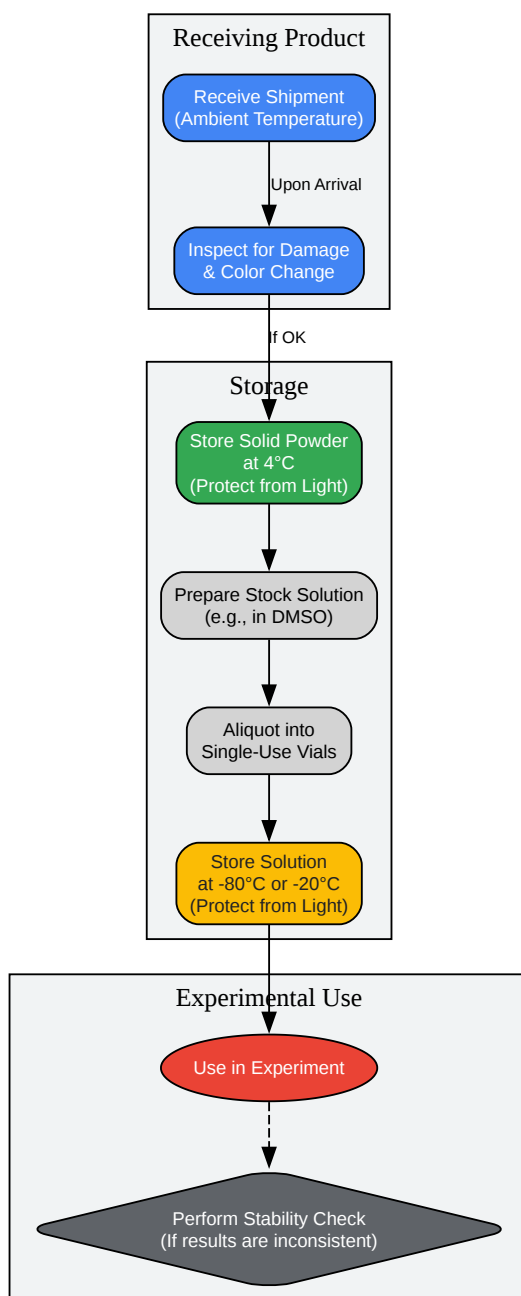 Receiving Product
Receive Shipment
(Ambient Temperature)
Upon Arrival
Inspect for Damage
& Color Change
If OK
Storage
Store Solid Powder
at 4°C
(Protect from Light)
Prepare Stock Solution
(e.g., in DMSO)
Aliquot into
Single-Use Vials
Store Solution
at -80°C or -20°C
(Protect from Light)
Experimental Use
Use in Experiment
Perform Stability Check
(If results are inconsistent)